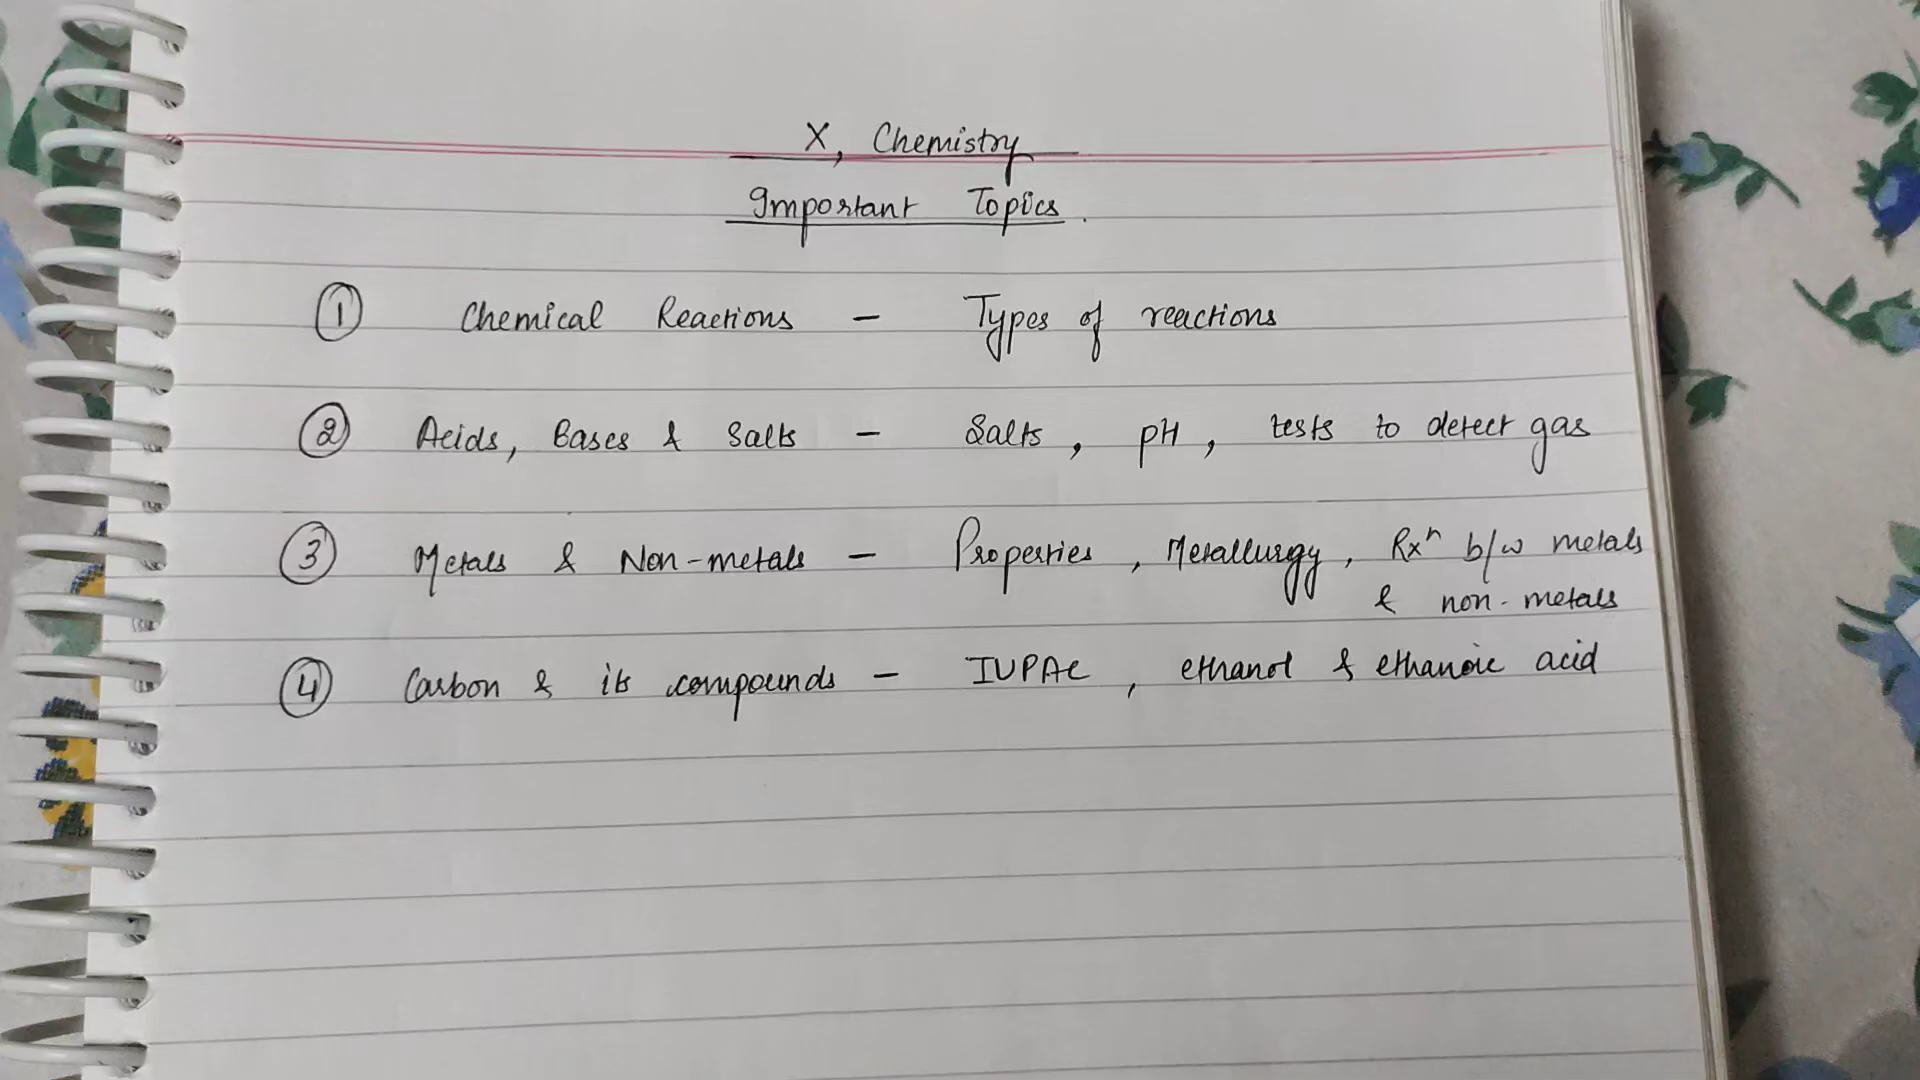 X, Chemistry
Important Topics.
① Chemical Reactions - Types of reactions
② Acids, Bases & Salts - Salts, pH, tests to detect gas
③ Metals & Non-metals - Properties, Metallurgy, Rxⁿ b/w metals
& non-metals
④ Carbon & its compounds - IUPAC, ethanol & ethanoic acid